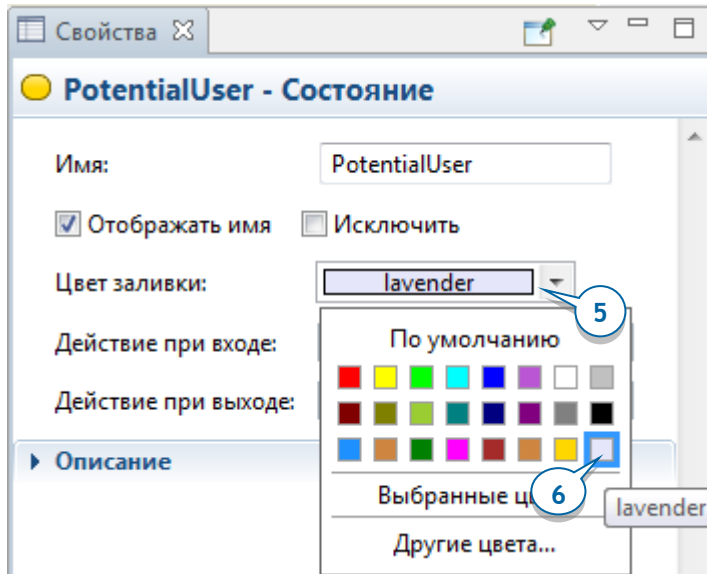 Свойства
PotentialUser - Состояние
Имя: PotentialUser
Отображать имя Исключить
Цвет заливки: lavender
5
По умолчанию
Действие при входе:
Действие при выходе:
Описание
Выбранные 6
lavender
Другие цвета...